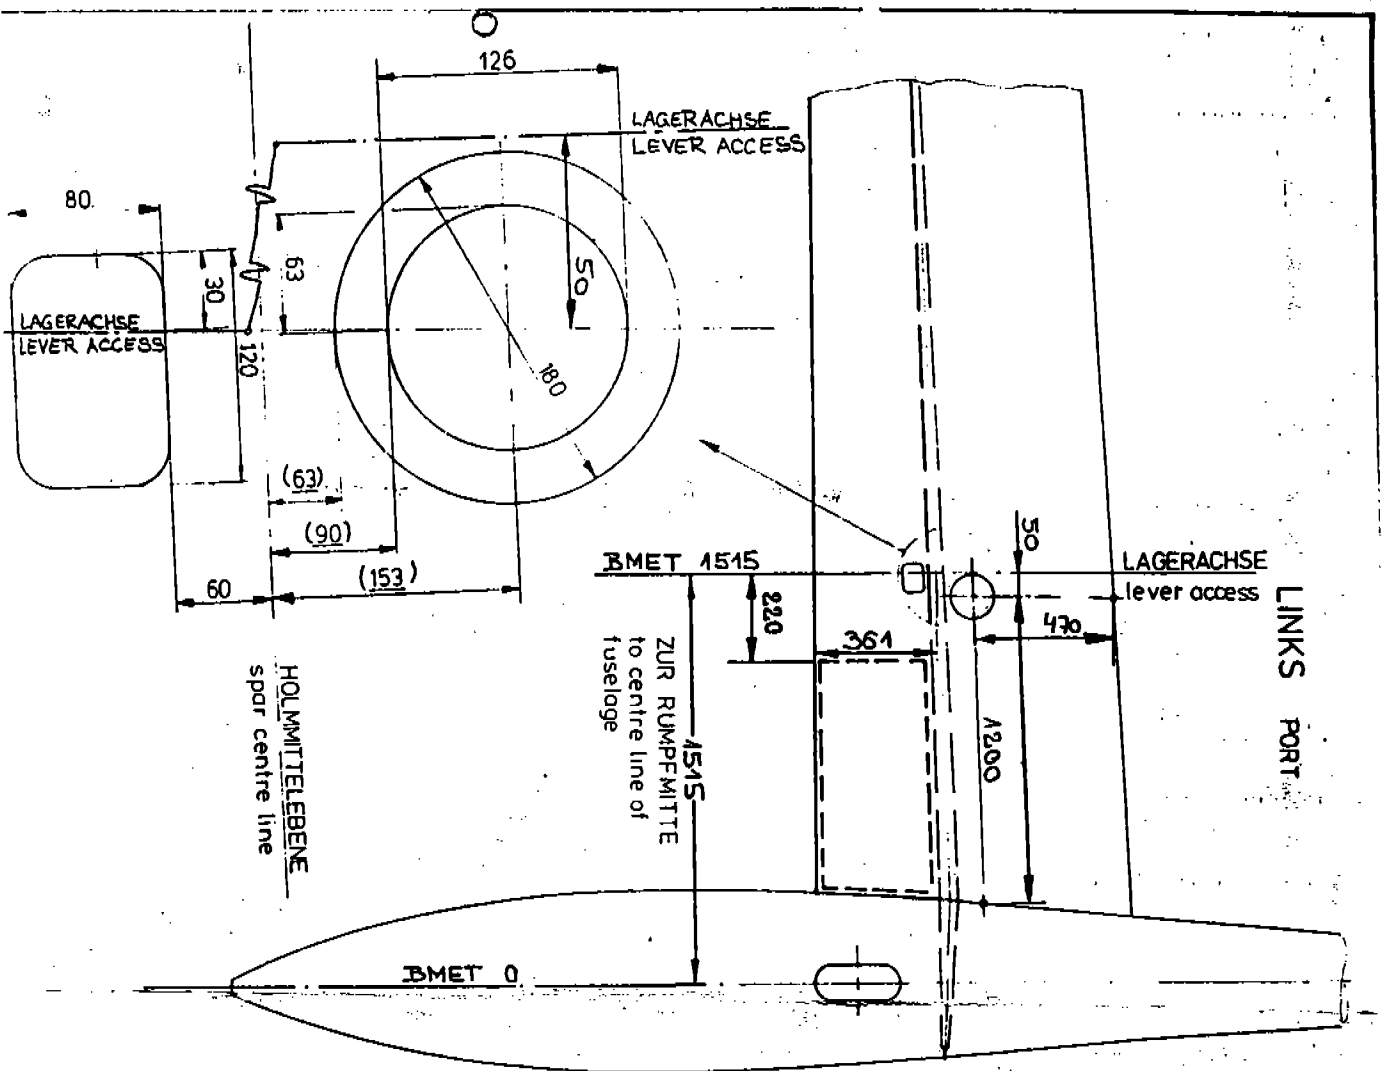 126
LAGERACHSE
LEVER ACCESS
80.
63
50
30
LAGERACHSE
LEVER ACCESS
120
180
(63)
(90)
(153)
60
HOLMMITTELEBENE
spar centre line
BMET 1515
220
361
1515
ZUR RUMPFMITTE
to centre line of
fuselage
50
LAGERACHSE
lever access
470
1200
LINKS PORT
BMET 0